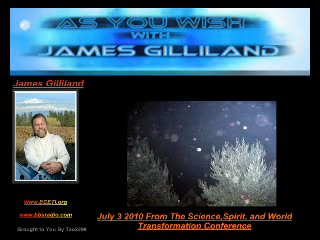 AS YOU WISH
WITH
JAMES GILLILAND
James Gilliland
www.ECETI.org
www.bbsradio.com
Brought to You By Tao2299
July 3 2010 From The Science,Spirit, and World
Transformation Conference